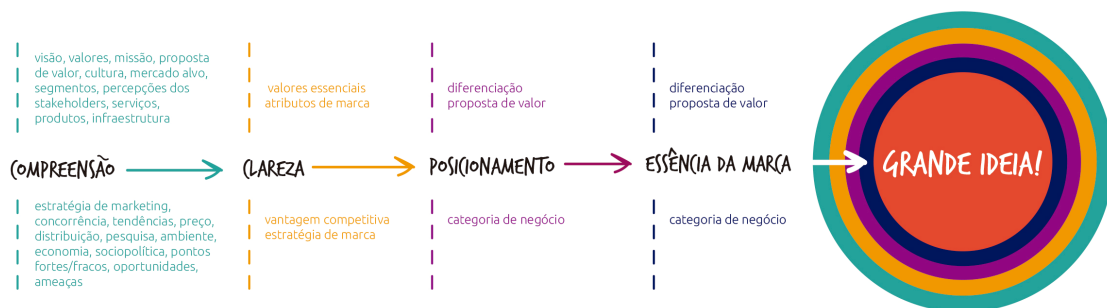 visão, valores, missão, proposta
de valor, cultura, mercado alvo,
segmentos, percepções dos
stakeholders, serviços,
produtos, infraestrutura
valores essenciais
atributos de marca
diferenciação
proposta de valor
diferenciação
proposta de valor
COMPREENSÃO
CLAREZA
POSICIONAMENTO
ESSÊNCIA DA MARCA
GRANDE IDEIA!
estratégia de marketing,
concorrência, tendências, preço,
distribuição, pesquisa, ambiente,
economia, sociopolítica, pontos
fortes/fracos, oportunidades,
ameaças
vantagem competitiva
estratégia de marca
categoria de negócio
categoria de negócio